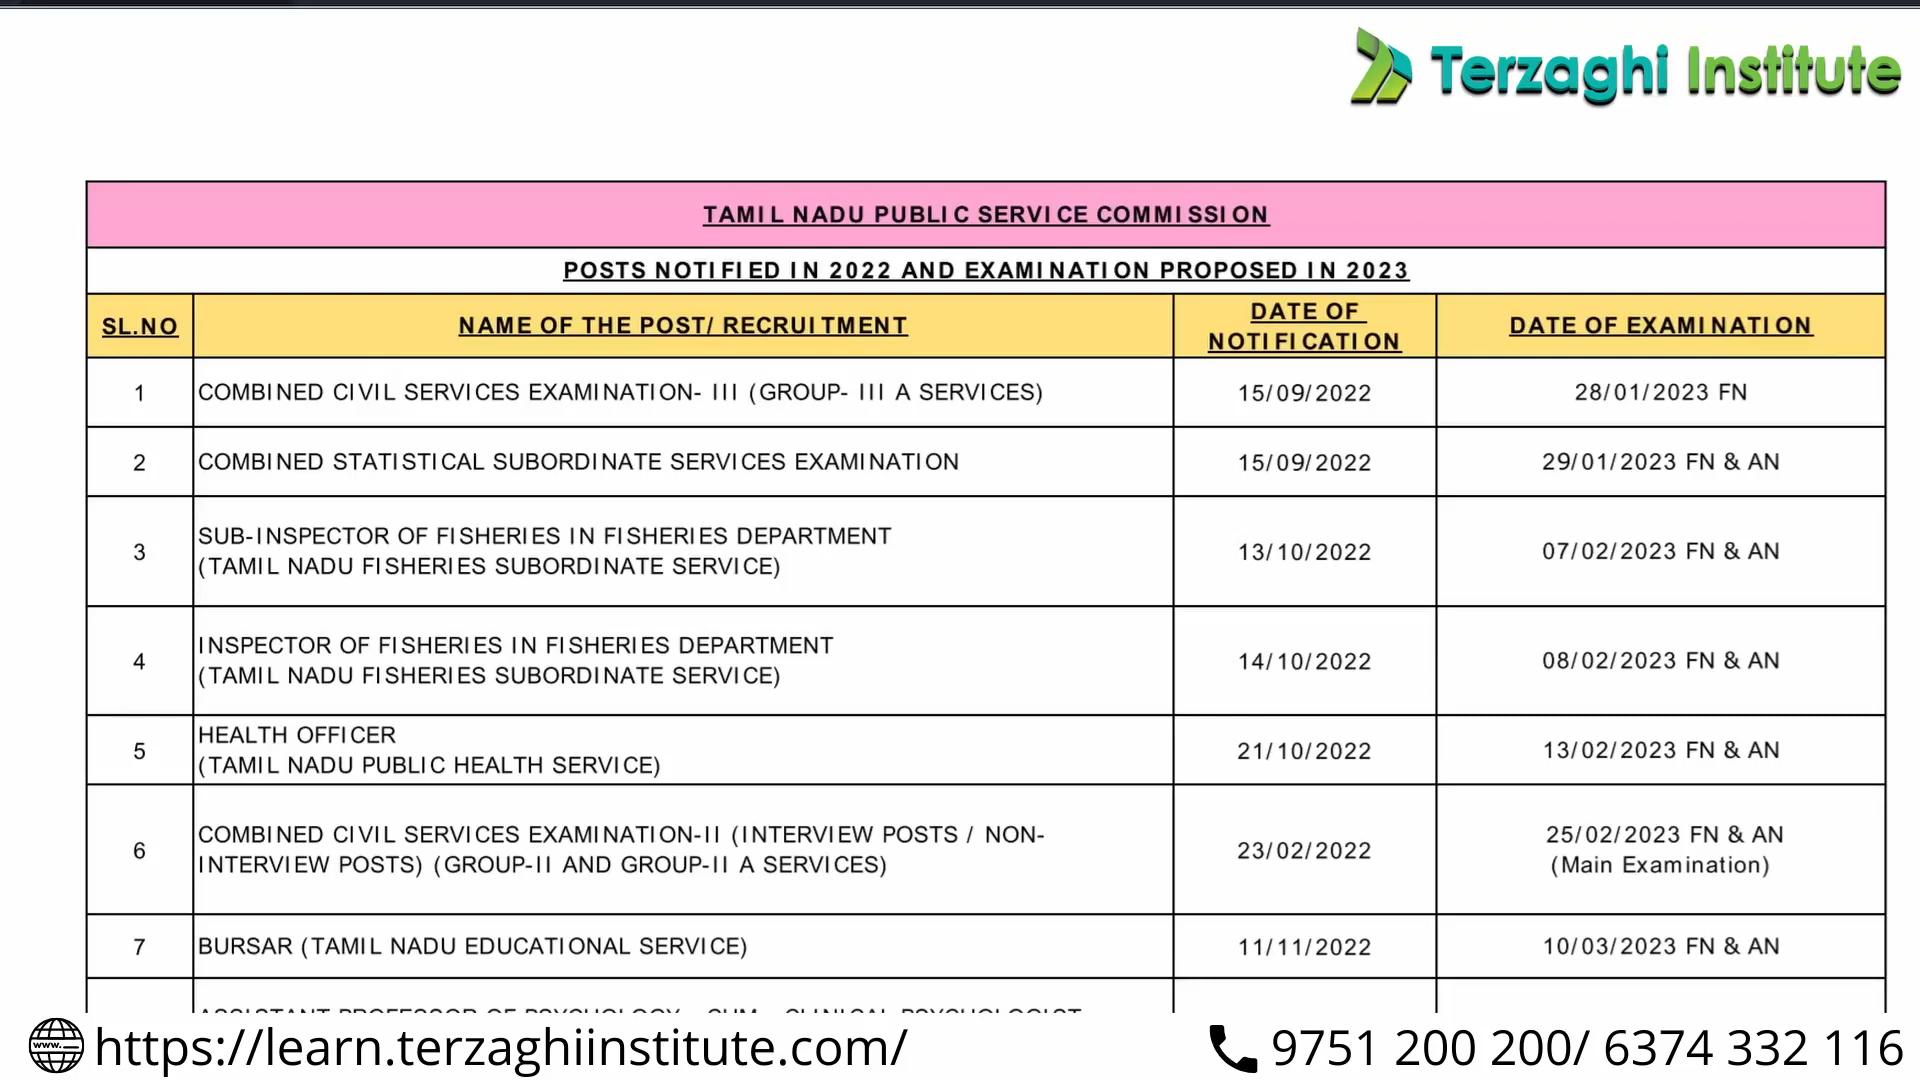 Terzaghi Institute
TAMIL NADU PUBLIC SERVICE COMMISSION
POSTS NOTIFIED IN 2022 AND EXAMINATION PROPOSED IN 2023
SL.NO
NAME OF THE POST/ RECRUITMENT
DATE OF
NOTIFICATION
DATE OF EXAMINATION
1
COMBINED CIVIL SERVICES EXAMINATION- III (GROUP- III A SERVICES)
15/09/2022
28/01/2023 FN
2
COMBINED STATISTICAL SUBORDINATE SERVICES EXAMINATION
15/09/2022
29/01/2023 FN & AN
3
SUB-INSPECTOR OF FISHERIES IN FISHERIES DEPARTMENT
(TAMIL NADU FISHERIES SUBORDINATE SERVICE)
13/10/2022
07/02/2023 FN & AN
4
INSPECTOR OF FISHERIES IN FISHERIES DEPARTMENT
(TAMIL NADU FISHERIES SUBORDINATE SERVICE)
14/10/2022
08/02/2023 FN & AN
5
HEALTH OFFICER
(TAMIL NADU PUBLIC HEALTH SERVICE)
21/10/2022
13/02/2023 FN & AN
6
COMBINED CIVIL SERVICES EXAMINATION-II (INTERVIEW POSTS / NON-
INTERVIEW POSTS) (GROUP-II AND GROUP-II A SERVICES)
23/02/2022
25/02/2023 FN & AN
(Main Examination)
7
BURSAR (TAMIL NADU EDUCATIONAL SERVICE)
11/11/2022
10/03/2023 FN & AN
ASSISTANT PROFESSOR OF PSYCHOLOGY - CUM - CLINICAL PSYCHOLOGIST
www.
https://learn.terzaghiinstitute.com/
9751 200 200/ 6374 332 116